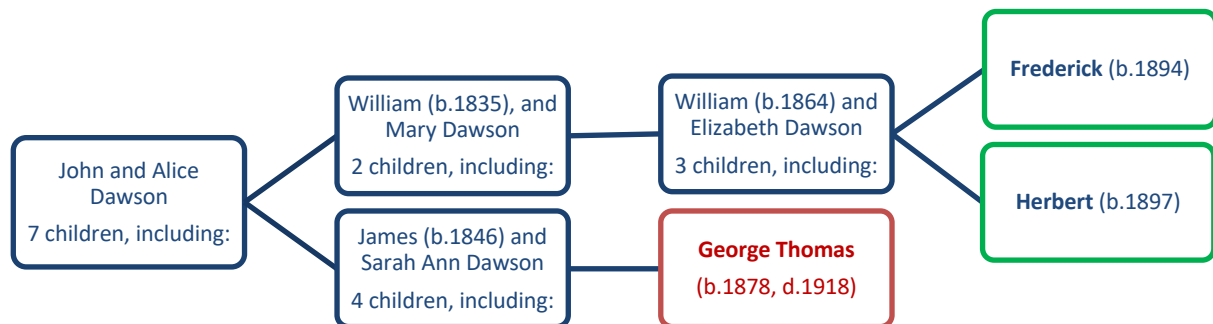 John and Alice
Dawson
7 children, including:
William (b.1835), and
Mary Dawson
2 children, including:
James (b.1846) and
Sarah Ann Dawson
4 children, including:
William (b.1864) and
Elizabeth Dawson
3 children, including:
George Thomas
(b.1878, d.1918)
Frederick (b.1894)
Herbert (b.1897)